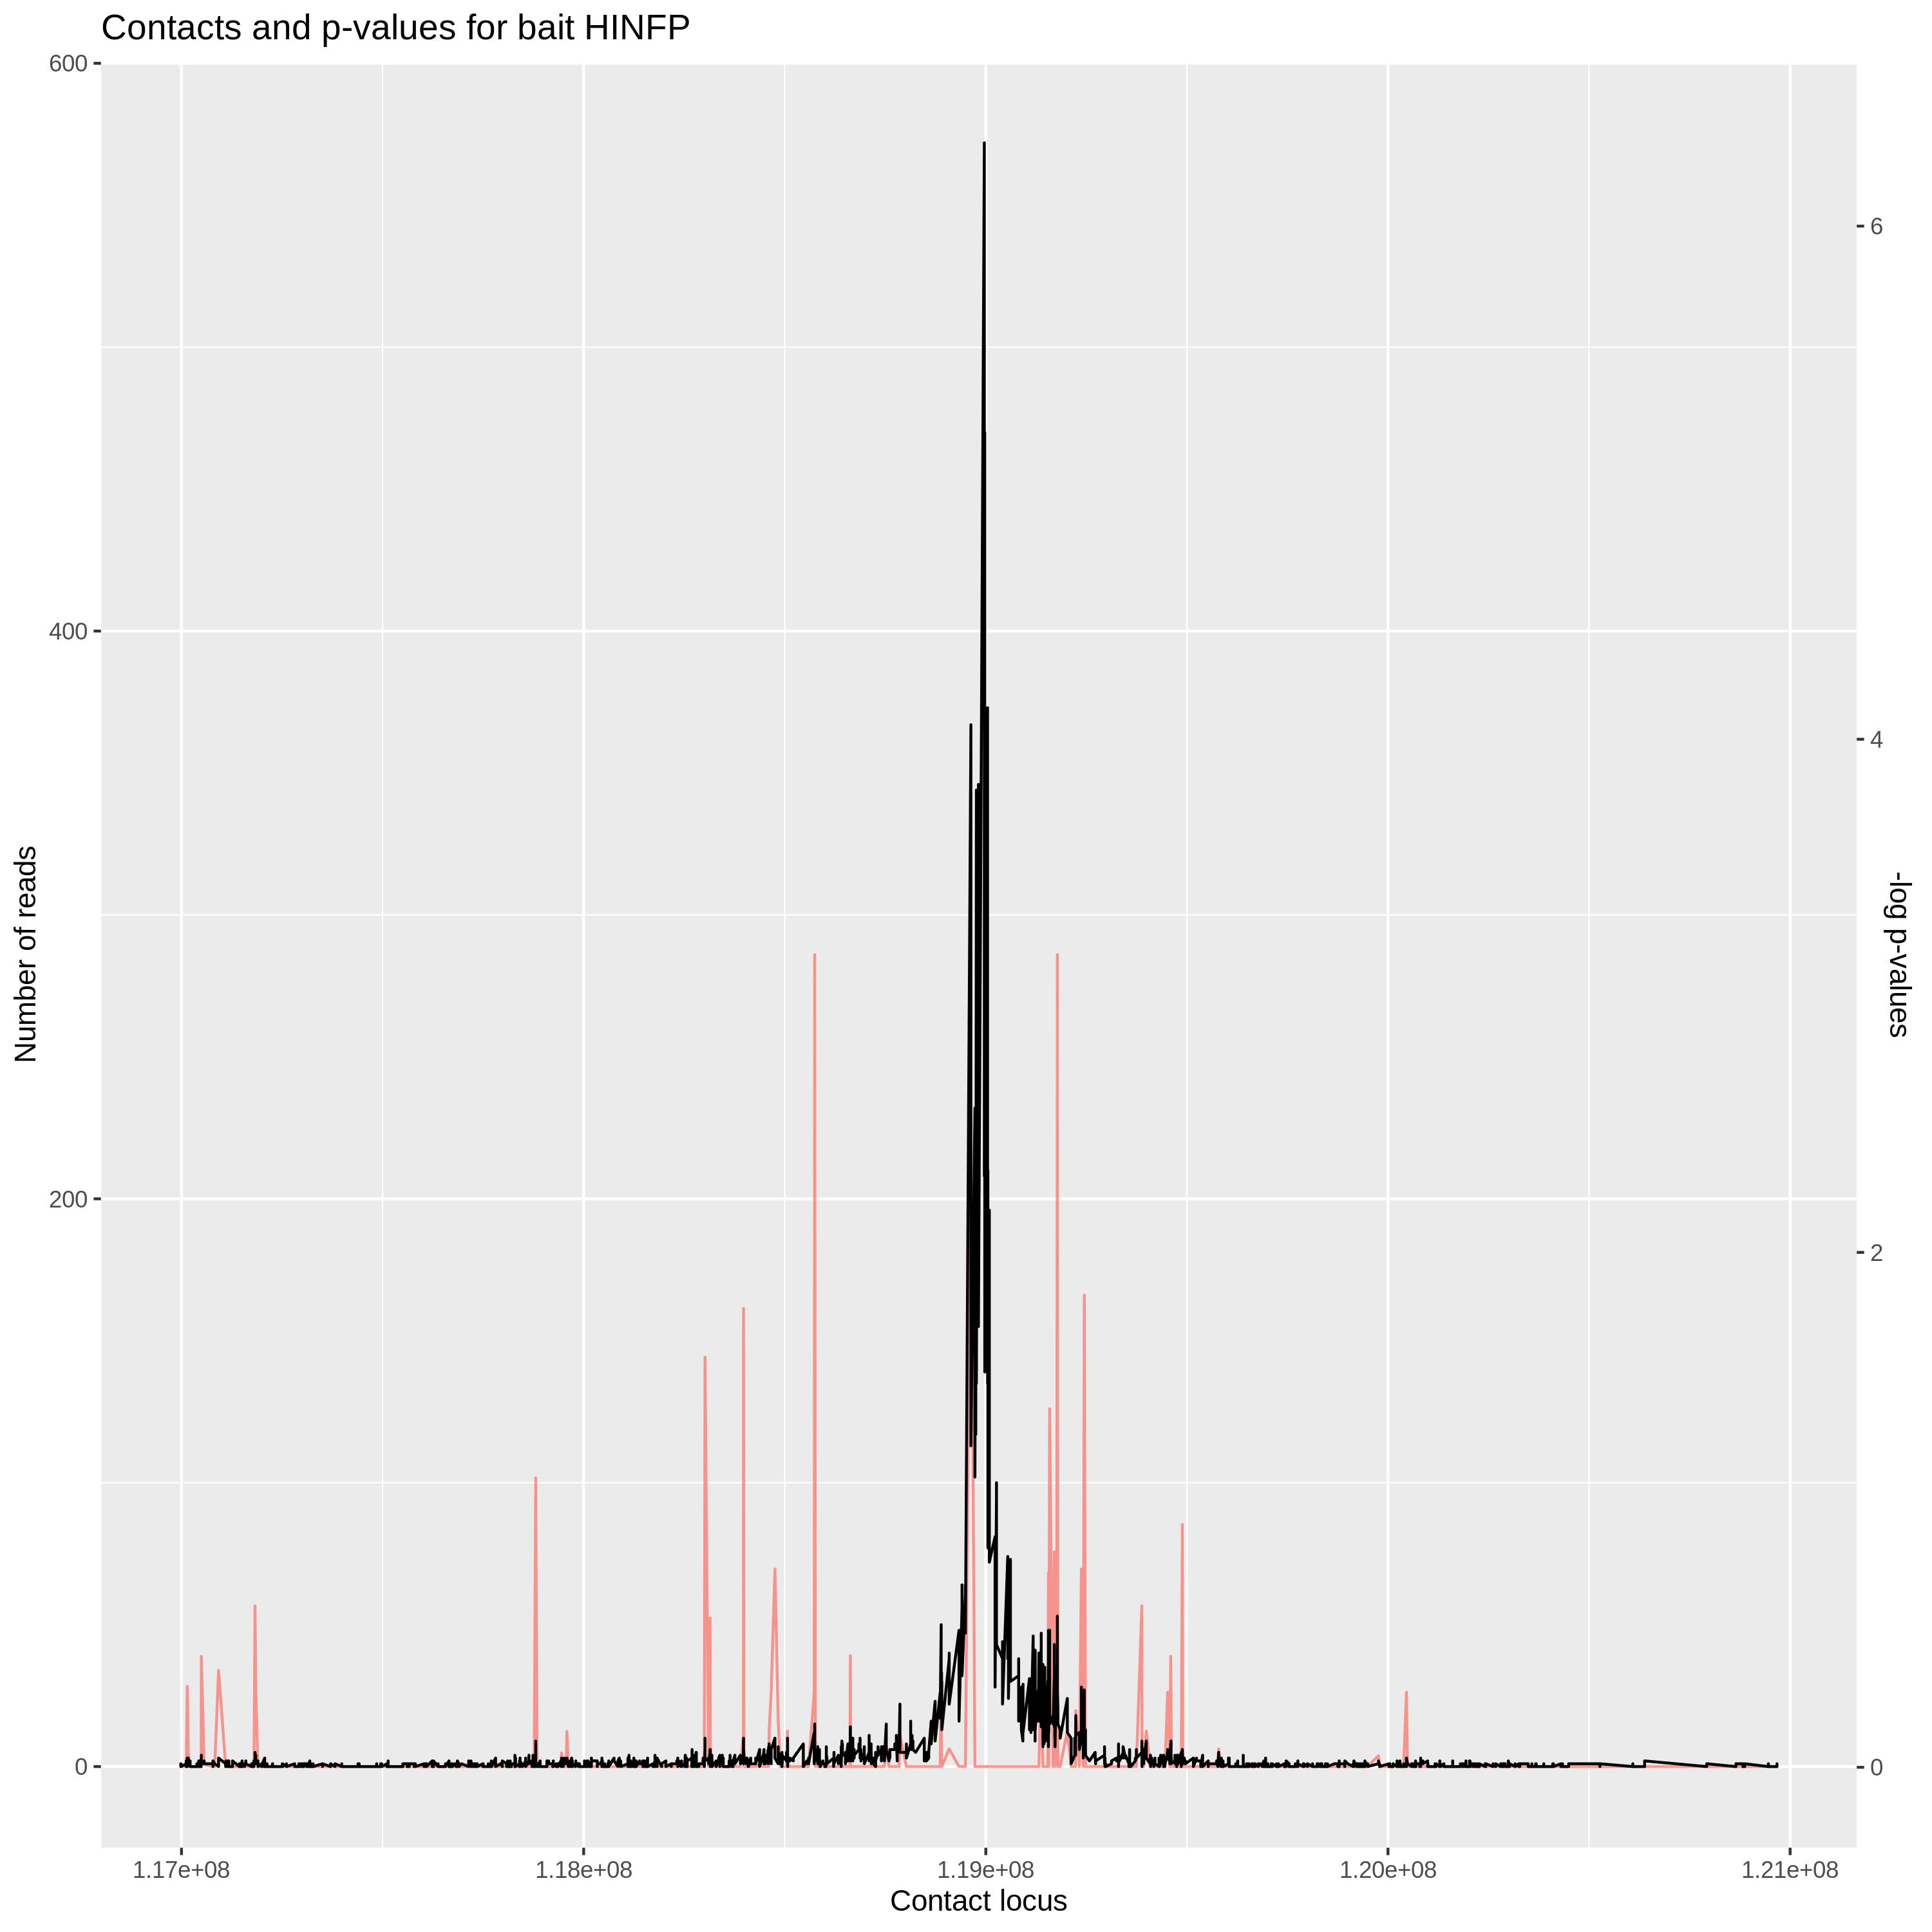 Contacts and p-values for bait HINFP
600
400
200
0
Number of reads
6
4
2
0
-log p-values
1.17e+08
1.18e+08
1.19e+08
1.20e+08
1.21e+08
Contact locus